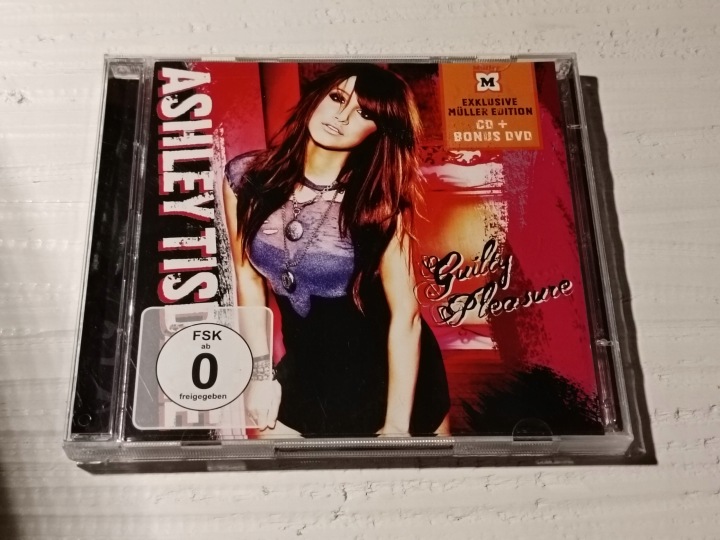 ASHLEY TIS
M
EXKLUSIVE
MÜLLER EDITION
CD +
BONUS DVD
Guilty
Pleasure
FSK
ab
0
freigegeben